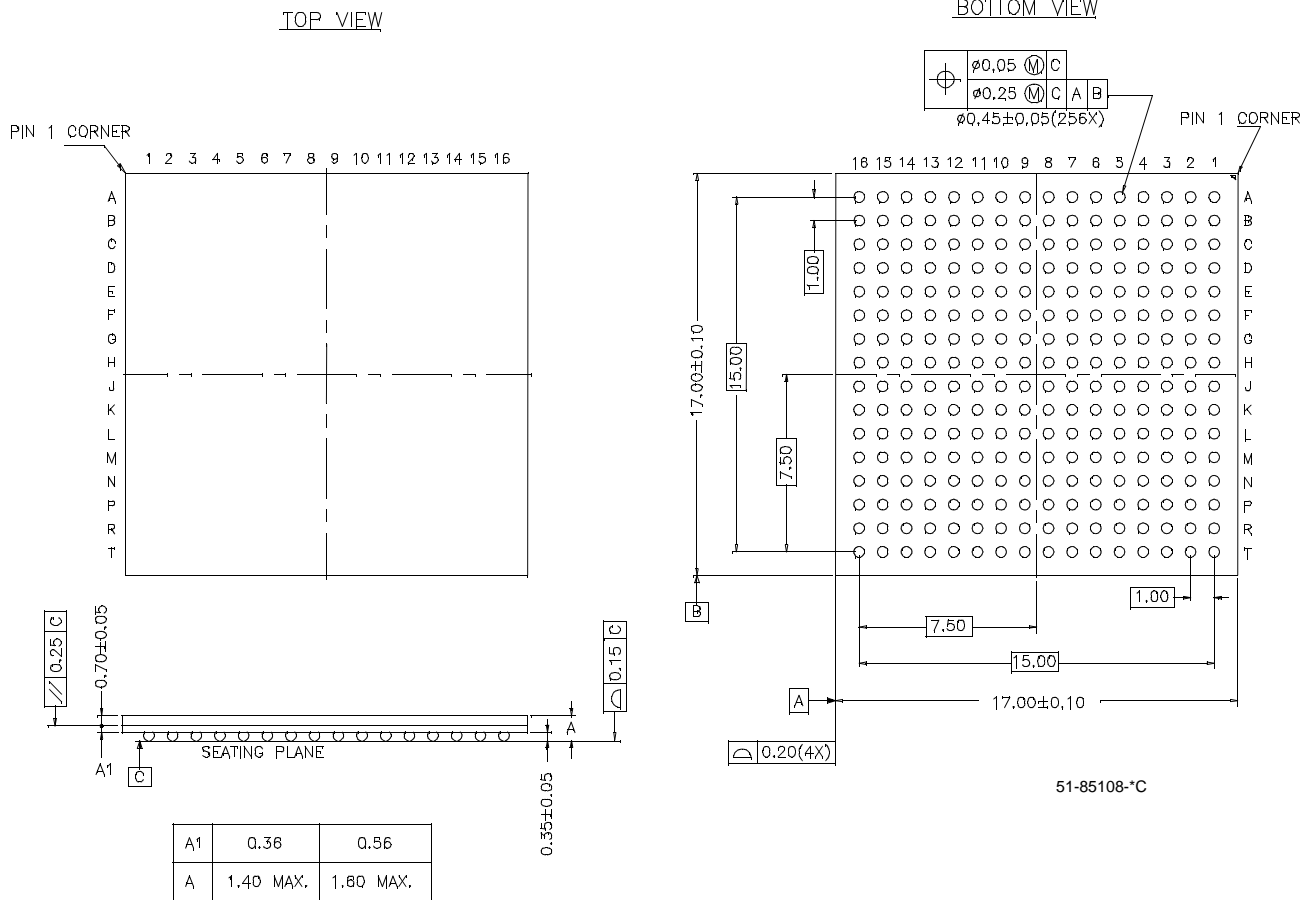 TOP VIEW
BOTTOM VIEW
⌀0.05 Ⓜ C
⌀0.25 Ⓜ C A B
⌀0.45±0.05(256X)
PIN 1 CORNER
PIN 1 CORNER
1 2 3 4 5 6 7 8 9 10 11 12 13 14 15 16
16 15 14 13 12 11 10 9 8 7 6 5 4 3 2 1
A
B
C
D
E
F
G
H
J
K
L
M
N
P
R
T
A
B
C
D
E
F
G
H
J
K
L
M
N
P
R
T
1.00
17.00±0.10
15.00
7.50
1.00
B
7.50
15.00
A
17.00±0.10
0.20(4X)
// 0.25 C
0.70±0.05
0.15 C
A
A1
SEATING PLANE
C
0.35±0.05
51-85108-*C
A1 0.36 0.56
A 1.40 MAX. 1.60 MAX.